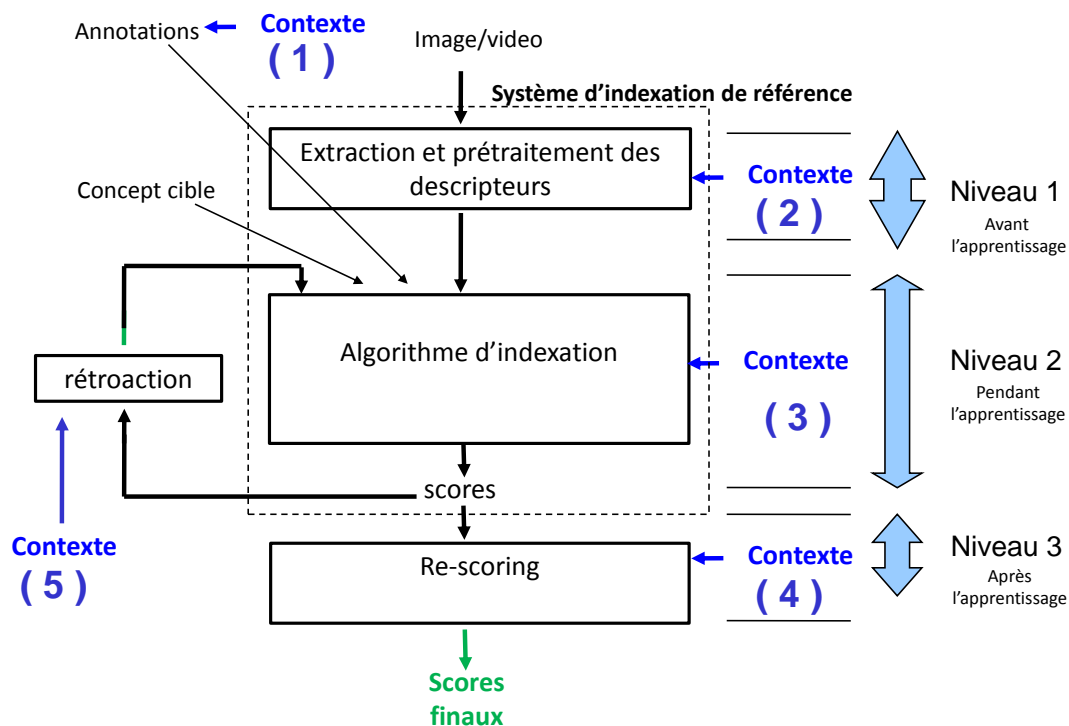 Annotations
Contexte
( 1 )
Image/video
Système d'indexation de référence
Extraction et prétraitement des
descripteurs
Contexte
( 2 )
Niveau 1
Avant
l'apprentissage
Concept cible
Algorithme d'indexation
Contexte
( 3 )
Niveau 2
Pendant
l'apprentissage
rétroaction
scores
Contexte
( 5 )
Re-scoring
Contexte
( 4 )
Niveau 3
Après
l'apprentissage
Scores
finaux